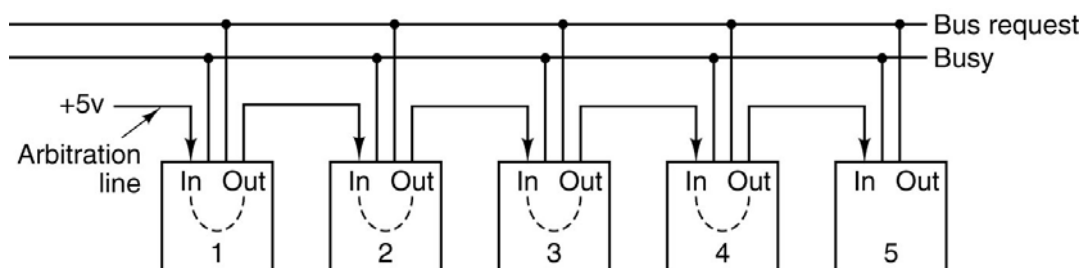 Bus request
Busy
+5v
Arbitration
line
In Out In Out In Out In Out In Out
1 2 3 4 5